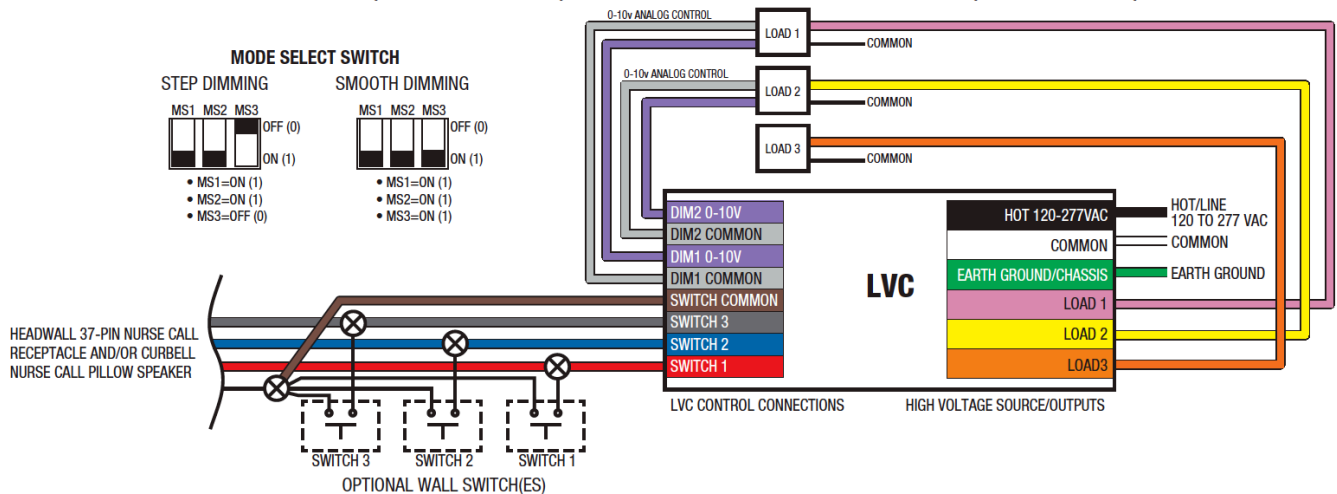 0-10v ANALOG CONTROL
LOAD 1
COMMON
MODE SELECT SWITCH
STEP DIMMING
SMOOTH DIMMING
MS1 MS2 MS3
OFF (0)
ON (1)
• MS1=ON (1)
• MS2=ON (1)
• MS3=OFF (0)
MS1 MS2 MS3
OFF (0)
ON (1)
• MS1=ON (1)
• MS2=ON (1)
• MS3=ON (1)
0-10v ANALOG CONTROL
LOAD 2
COMMON
LOAD 3
COMMON
DIM2 0-10V
DIM2 COMMON
DIM1 0-10V
DIM1 COMMON
SWITCH COMMON
SWITCH 3
SWITCH 2
SWITCH 1
LVC
HOT 120-277VAC
COMMON
EARTH GROUND/CHASSIS
LOAD 1
LOAD 2
LOAD3
HOT/LINE
120 TO 277 VAC
COMMON
EARTH GROUND
HEADWALL 37-PIN NURSE CALL
RECEPTACLE AND/OR CURBELL
NURSE CALL PILLOW SPEAKER
LVC CONTROL CONNECTIONS
HIGH VOLTAGE SOURCE/OUTPUTS
SWITCH 3
SWITCH 2
SWITCH 1
OPTIONAL WALL SWITCH(ES)